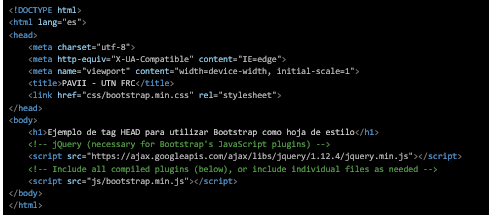 <!DOCTYPE html>
<html lang="es">
<head>
<meta charset="utf-8">
<meta http-equiv="X-UA-Compatible" content="IE=edge">
<meta name="viewport" content="width=device-width, initial-scale=1">
<title>PAVII - UTN FRC</title>
<link href="css/bootstrap.min.css" rel="stylesheet">
</head>
<body>
<h1>Ejemplo de tag HEAD para utilizar Bootstrap como hoja de estilo</h1>
<!-- jQuery (necessary for Bootstrap's JavaScript plugins) -->
<script src="https://ajax.googleapis.com/ajax/libs/jquery/1.12.4/jquery.min.js"></script>
<!-- Include all compiled plugins (below), or include individual files as needed -->
<script src="js/bootstrap.min.js"></script>
</body>
</html>